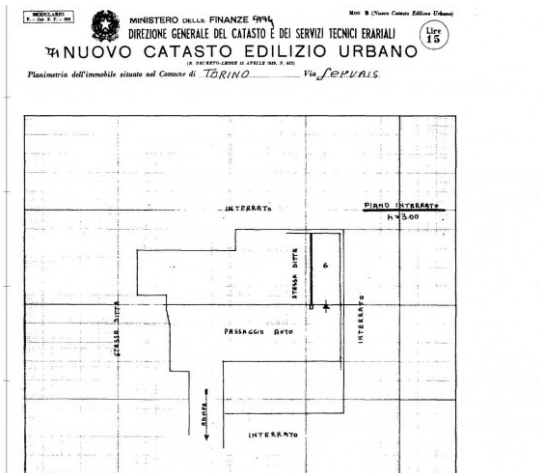 MODULARIO
F. - Cat. S. T. - 315
MINISTERO DELLE FINANZE
Mod. B (Nuovo Catasto Edilizio Urbano)
DIREZIONE GENERALE DEL CATASTO E DEI SERVIZI TECNICI ERARIALI
Lire
15
NUOVO CATASTO EDILIZIO URBANO
(R. DECRETO-LEGGE 13 APRILE 1939, N. 652)
Planimetria dell'immobile situato nel Comune di TORINO Via Servais
INTERRATO
PIANO INTERRATO
h=3.00
STESSA DITTA
6
STESSA DITTA
PASSAGGIO AUTO
INTERRATO
RAMPA
INTERRATO